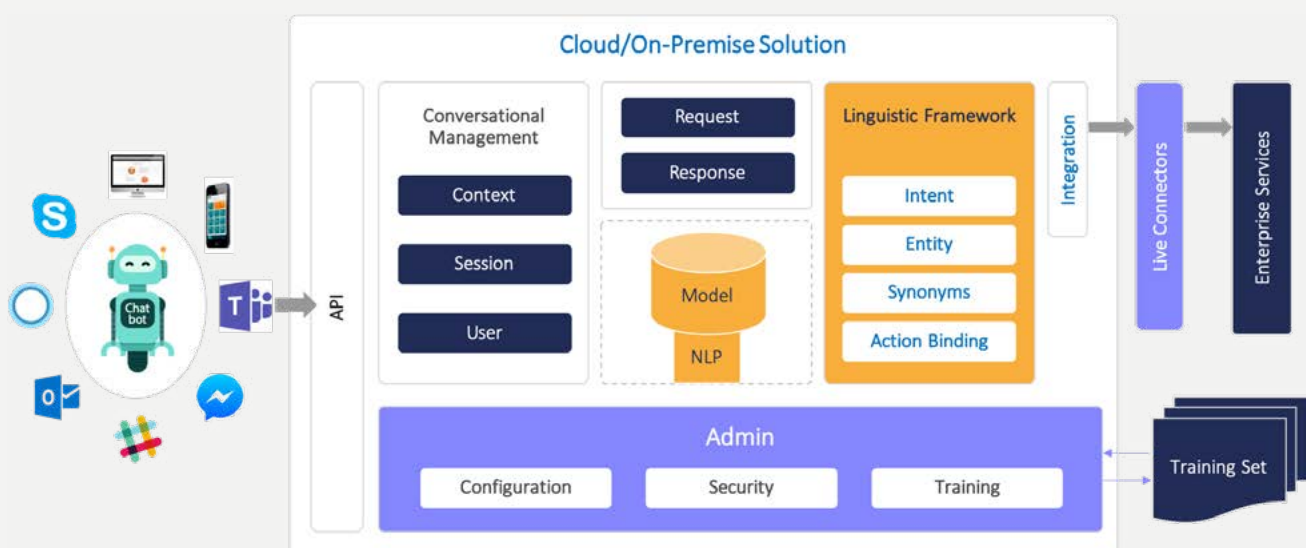 Cloud/On-Premise Solution
S
Chat
bot
T
O
API
Conversational
Management
Context
Session
User
Request
Response
Model
NLP
Linguistic Framework
Intent
Entity
Synonyms
Action Binding
Integration
Live Connectors
Enterprise Services
Admin
Configuration
Security
Training
Training Set